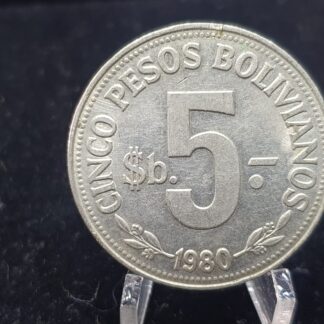 CINCO PESOS BOLIVIANOS
$b. 5.-
1980